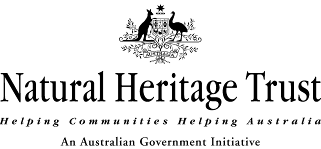 Natural Heritage Trust
Helping Communities Helping Australia
An Australian Government Initiative